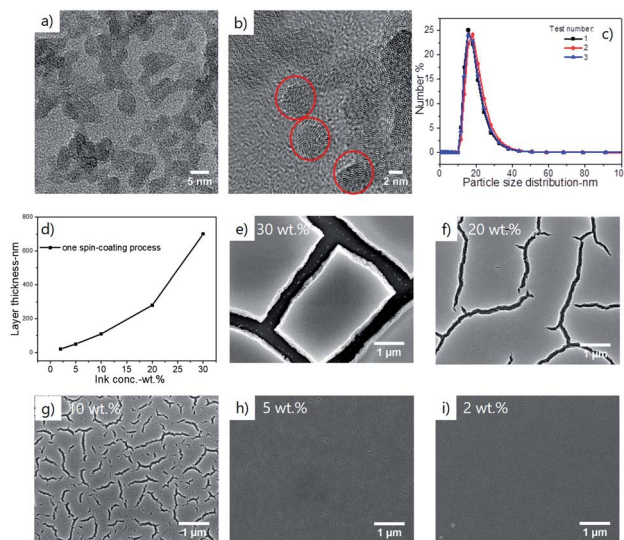 a)
5 nm
b)
2 nm
c)
Number %
25
20
15
10
5
0
Test number:
1
2
3
0 20 40 60 80 100
Particle size distribution-nm
d)
Layer thickness-nm
800
600
400
200
0
one spin-coating process
0 5 10 15 20 25 30
Ink conc.-wt.%
e) 30 wt.%
1 µm
f) 20 wt.%
1 µm
g) 10 wt.%
1 µm
h) 5 wt.%
1 µm
i) 2 wt.%
1 µm